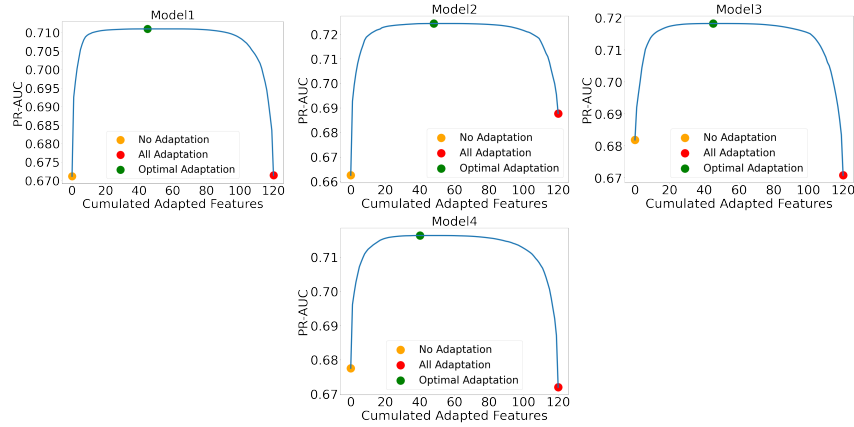 Model1
PR-AUC
0.710
0.705
0.700
0.695
0.690
0.685
0.680
0.675
0.670
No Adaptation
All Adaptation
Optimal Adaptation
0 20 40 60 80 100 120
Cumulated Adapted Features
Model2
PR-AUC
0.72
0.71
0.70
0.69
0.68
0.67
0.66
No Adaptation
All Adaptation
Optimal Adaptation
0 20 40 60 80 100 120
Cumulated Adapted Features
Model3
PR-AUC
0.72
0.71
0.70
0.69
0.68
0.67
No Adaptation
All Adaptation
Optimal Adaptation
0 20 40 60 80 100 120
Cumulated Adapted Features
Model4
PR-AUC
0.71
0.70
0.69
0.68
0.67
No Adaptation
All Adaptation
Optimal Adaptation
0 20 40 60 80 100 120
Cumulated Adapted Features